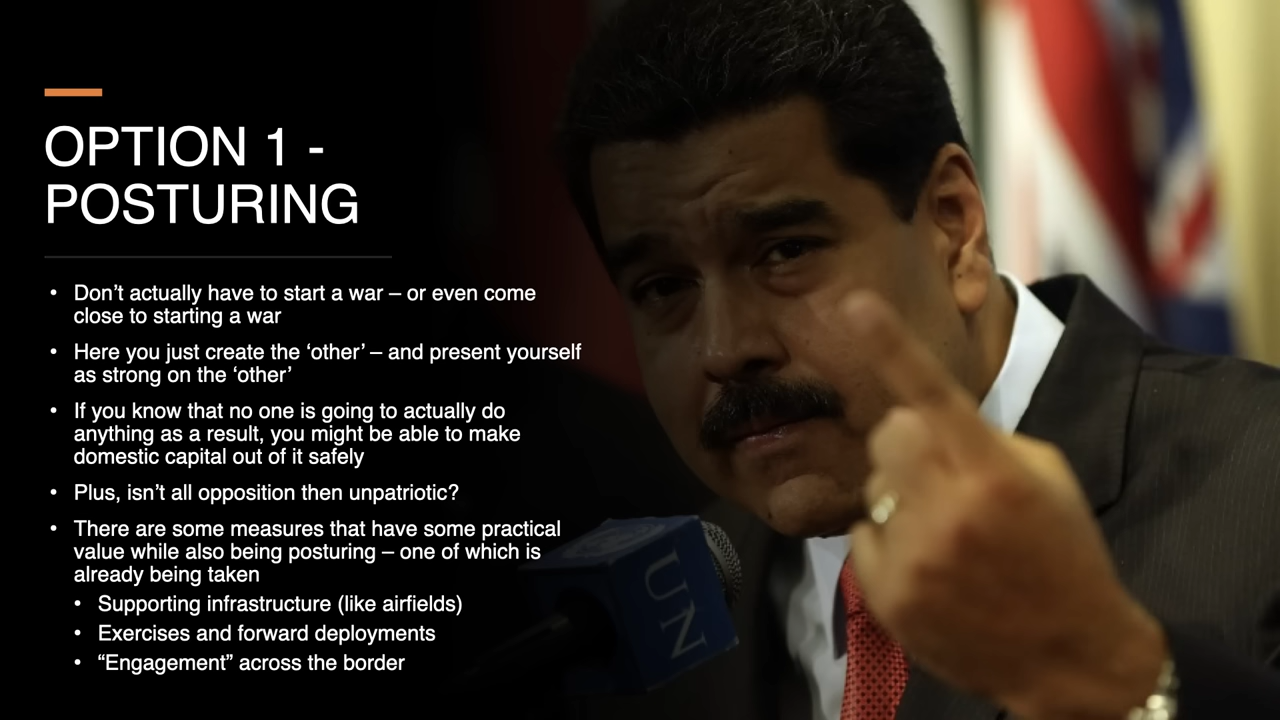 OPTION 1 -
POSTURING
• Don’t actually have to start a war – or even come
close to starting a war
• Here you just create the ‘other’ – and present yourself
as strong on the ‘other’
• If you know that no one is going to actually do
anything as a result, you might be able to make
domestic capital out of it safely
• Plus, isn’t all opposition then unpatriotic?
• There are some measures that have some practical
value while also being posturing – one of which is
already being taken
• Supporting infrastructure (like airfields)
• Exercises and forward deployments
• “Engagement” across the border
UN